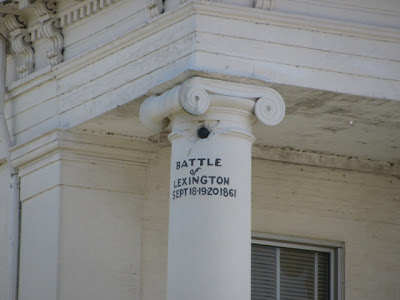 BATTLE
of
LEXINGTON
SEPT 18-19-20 1861